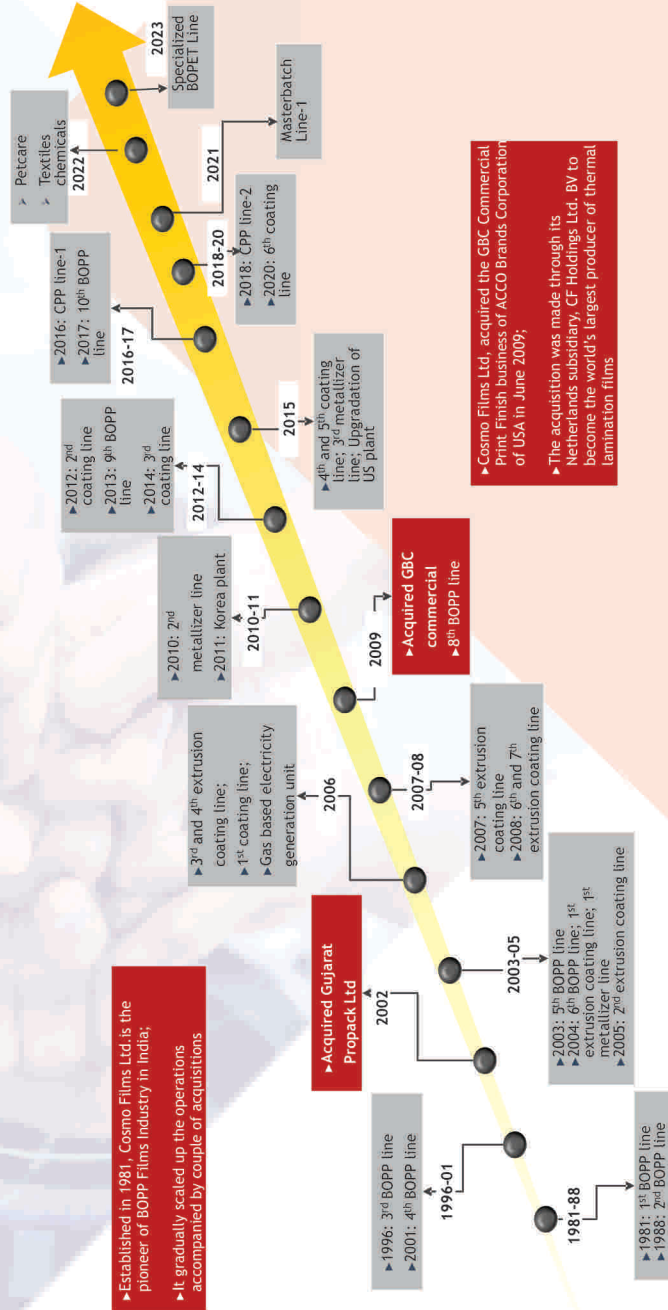 ►Established in 1981, Cosmo Films Ltd. is the
pioneer of BOPP Films Industry in India;
►It gradually scaled up the operations
accompanied by couple of acquisitions
1981-88
►1981: 1st BOPP line
►1988: 2nd BOPP line
►1996: 3rd BOPP line
►2001: 4th BOPP line
1996-01
►Acquired Gujarat
Propack Ltd
2002
2003-05
►2003: 5th BOPP line
►2004: 6th BOPP line; 1st
extrusion coating line; 1st
metallizer line
►2005: 2nd extrusion coating line
►3rd and 4th extrusion
coating line;
►1st coating line;
►Gas based electricity
generation unit
2006
2007-08
►2007: 5th extrusion
coating line
►2008: 6th and 7th
extrusion coating line
2009
►Acquired GBC
commercial
►8th BOPP line
►2010: 2nd
metallizer line
►2011: Korea plant
2010-11
►2012: 2nd
coating line
►2013: 9th BOPP
line
►2014: 3rd
coating line
2012-14
2015
►4th and 5th coating
line; 3rd metallizer
line; Upgradation of
US plant
►2016: CPP line-1
►2017: 10th BOPP
line
2016-17
2018-20
►2018: CPP line-2
►2020: 6th coating
line
2021
Masterbatch
Line-1
➢ Petcare
➢ Textiles
chemicals
2022
2023
Specialized
BOPET Line
►Cosmo Films Ltd, acquired the GBC Commercial
Print Finish business of ACCO Brands Corporation
of USA in June 2009;
►The acquisition was made through its
Netherlands subsidiary, CF Holdings Ltd. BV to
become the world's largest producer of thermal
lamination films